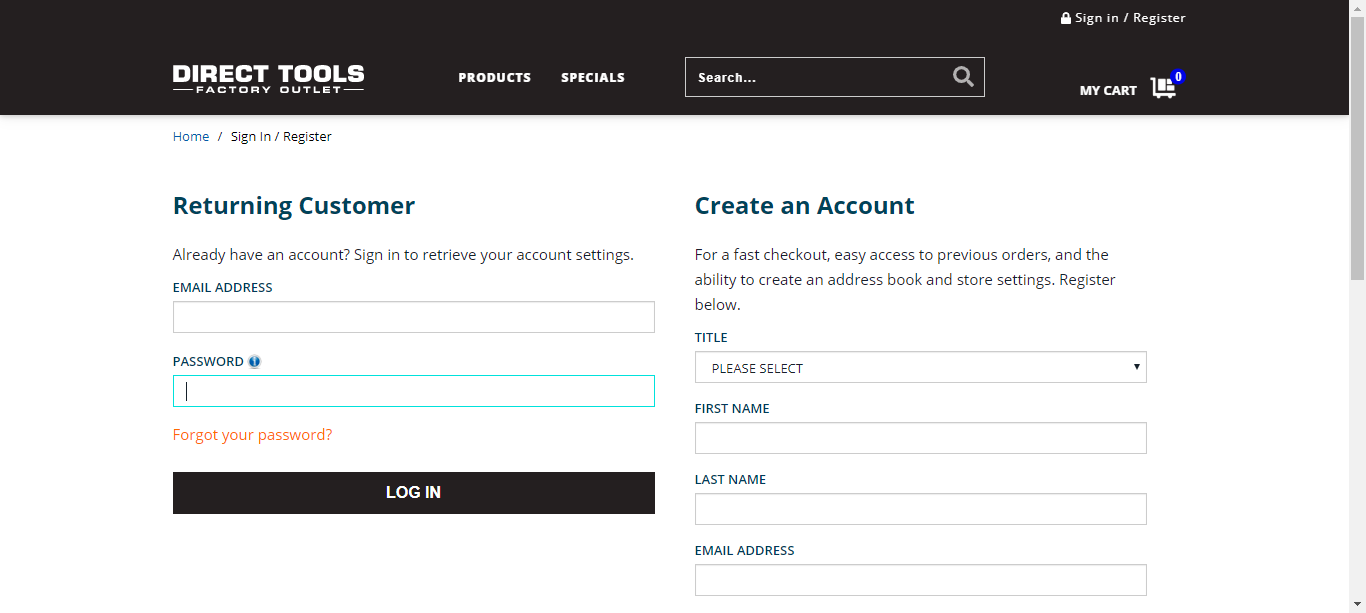 Sign in / Register
DIRECT TOOLS
FACTORY OUTLET
PRODUCTS
SPECIALS
Search...
MY CART
0
Home / Sign In / Register
Returning Customer
Already have an account? Sign in to retrieve your account settings.
EMAIL ADDRESS
PASSWORD
Forgot your password?
LOG IN
Create an Account
For a fast checkout, easy access to previous orders, and the
ability to create an address book and store settings. Register
below.
TITLE
PLEASE SELECT
FIRST NAME
LAST NAME
EMAIL ADDRESS